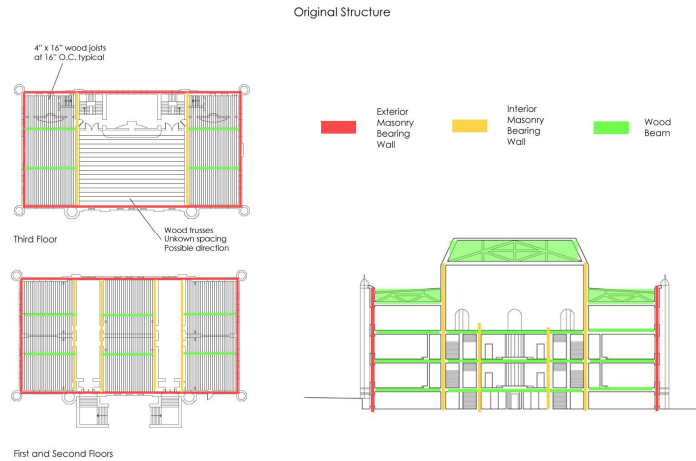 Original Structure
4" x 16" wood joists
at 16" O.C. typical
Exterior
Masonry
Bearing
Wall
Interior
Masonry
Bearing
Wall
Wood
Beam
Third Floor
Wood trusses
Unkown spacing
Possible direction
First and Second Floors